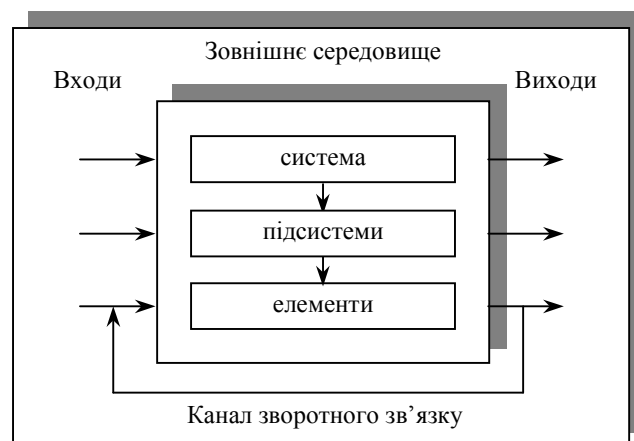 Зовнішнє середовище
Входи
Виходи
система
підсистеми
елементи
Канал зворотного зв’язку